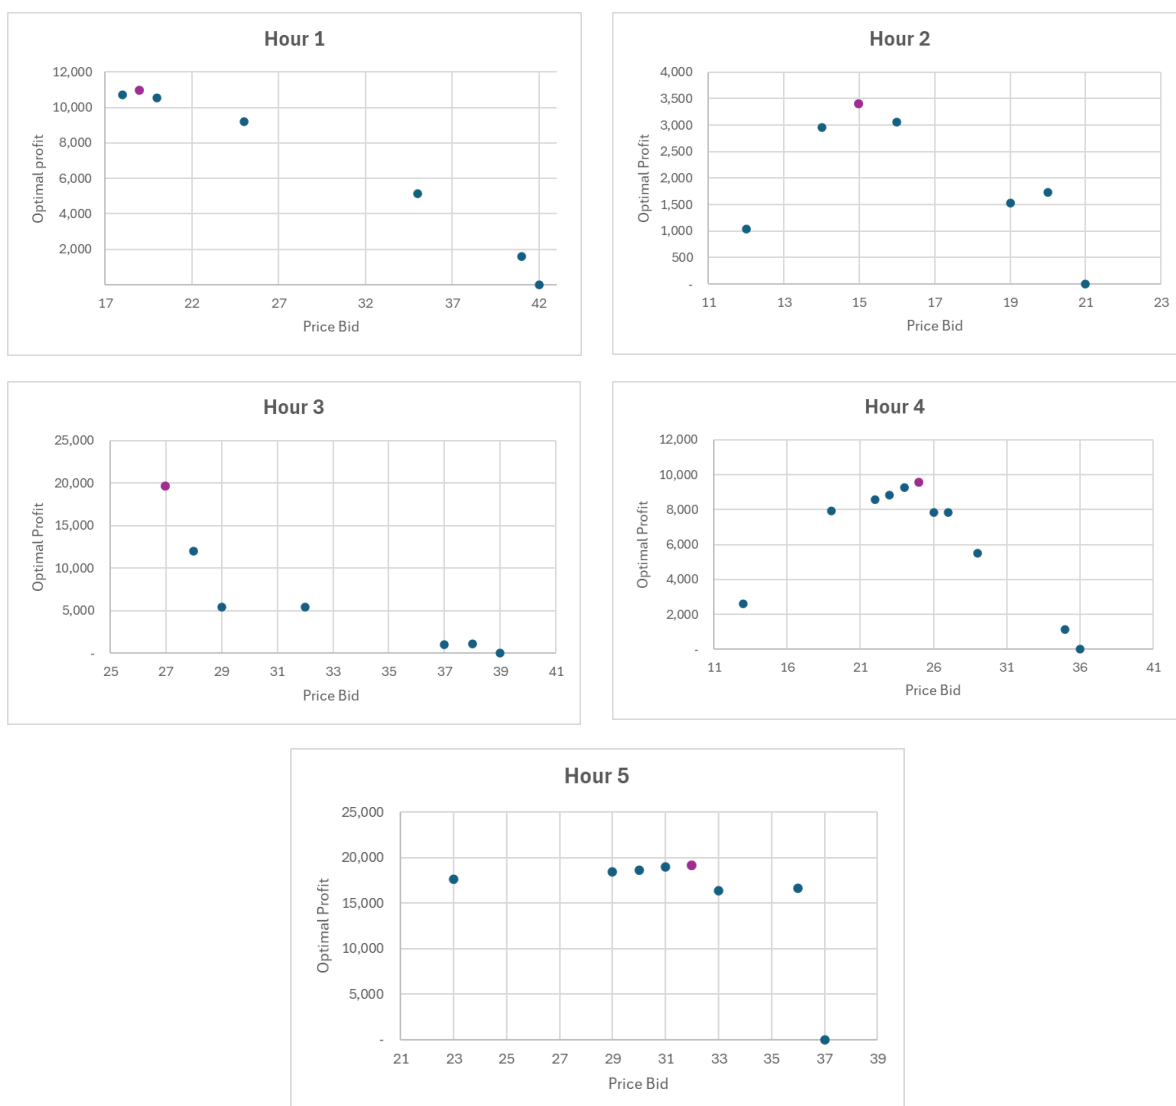 Hour 1
12,000
10,000
8,000
6,000
4,000
2,000
Optimal profit
17 22 27 32 37 42
Price Bid
Hour 2
4,000
3,500
3,000
2,500
2,000
1,500
1,000
500
-
Optimal Profit
11 13 15 17 19 21 23
Price Bid
Hour 3
25,000
20,000
15,000
10,000
5,000
-
Optimal Profit
25 27 29 31 33 35 37 39 41
Price Bid
Hour 4
12,000
10,000
8,000
6,000
4,000
2,000
-
Optimal Profit
11 16 21 26 31 36 41
Price Bid
Hour 5
25,000
20,000
15,000
10,000
5,000
-
Optimal Profit
21 23 25 27 29 31 33 35 37 39
Price Bid